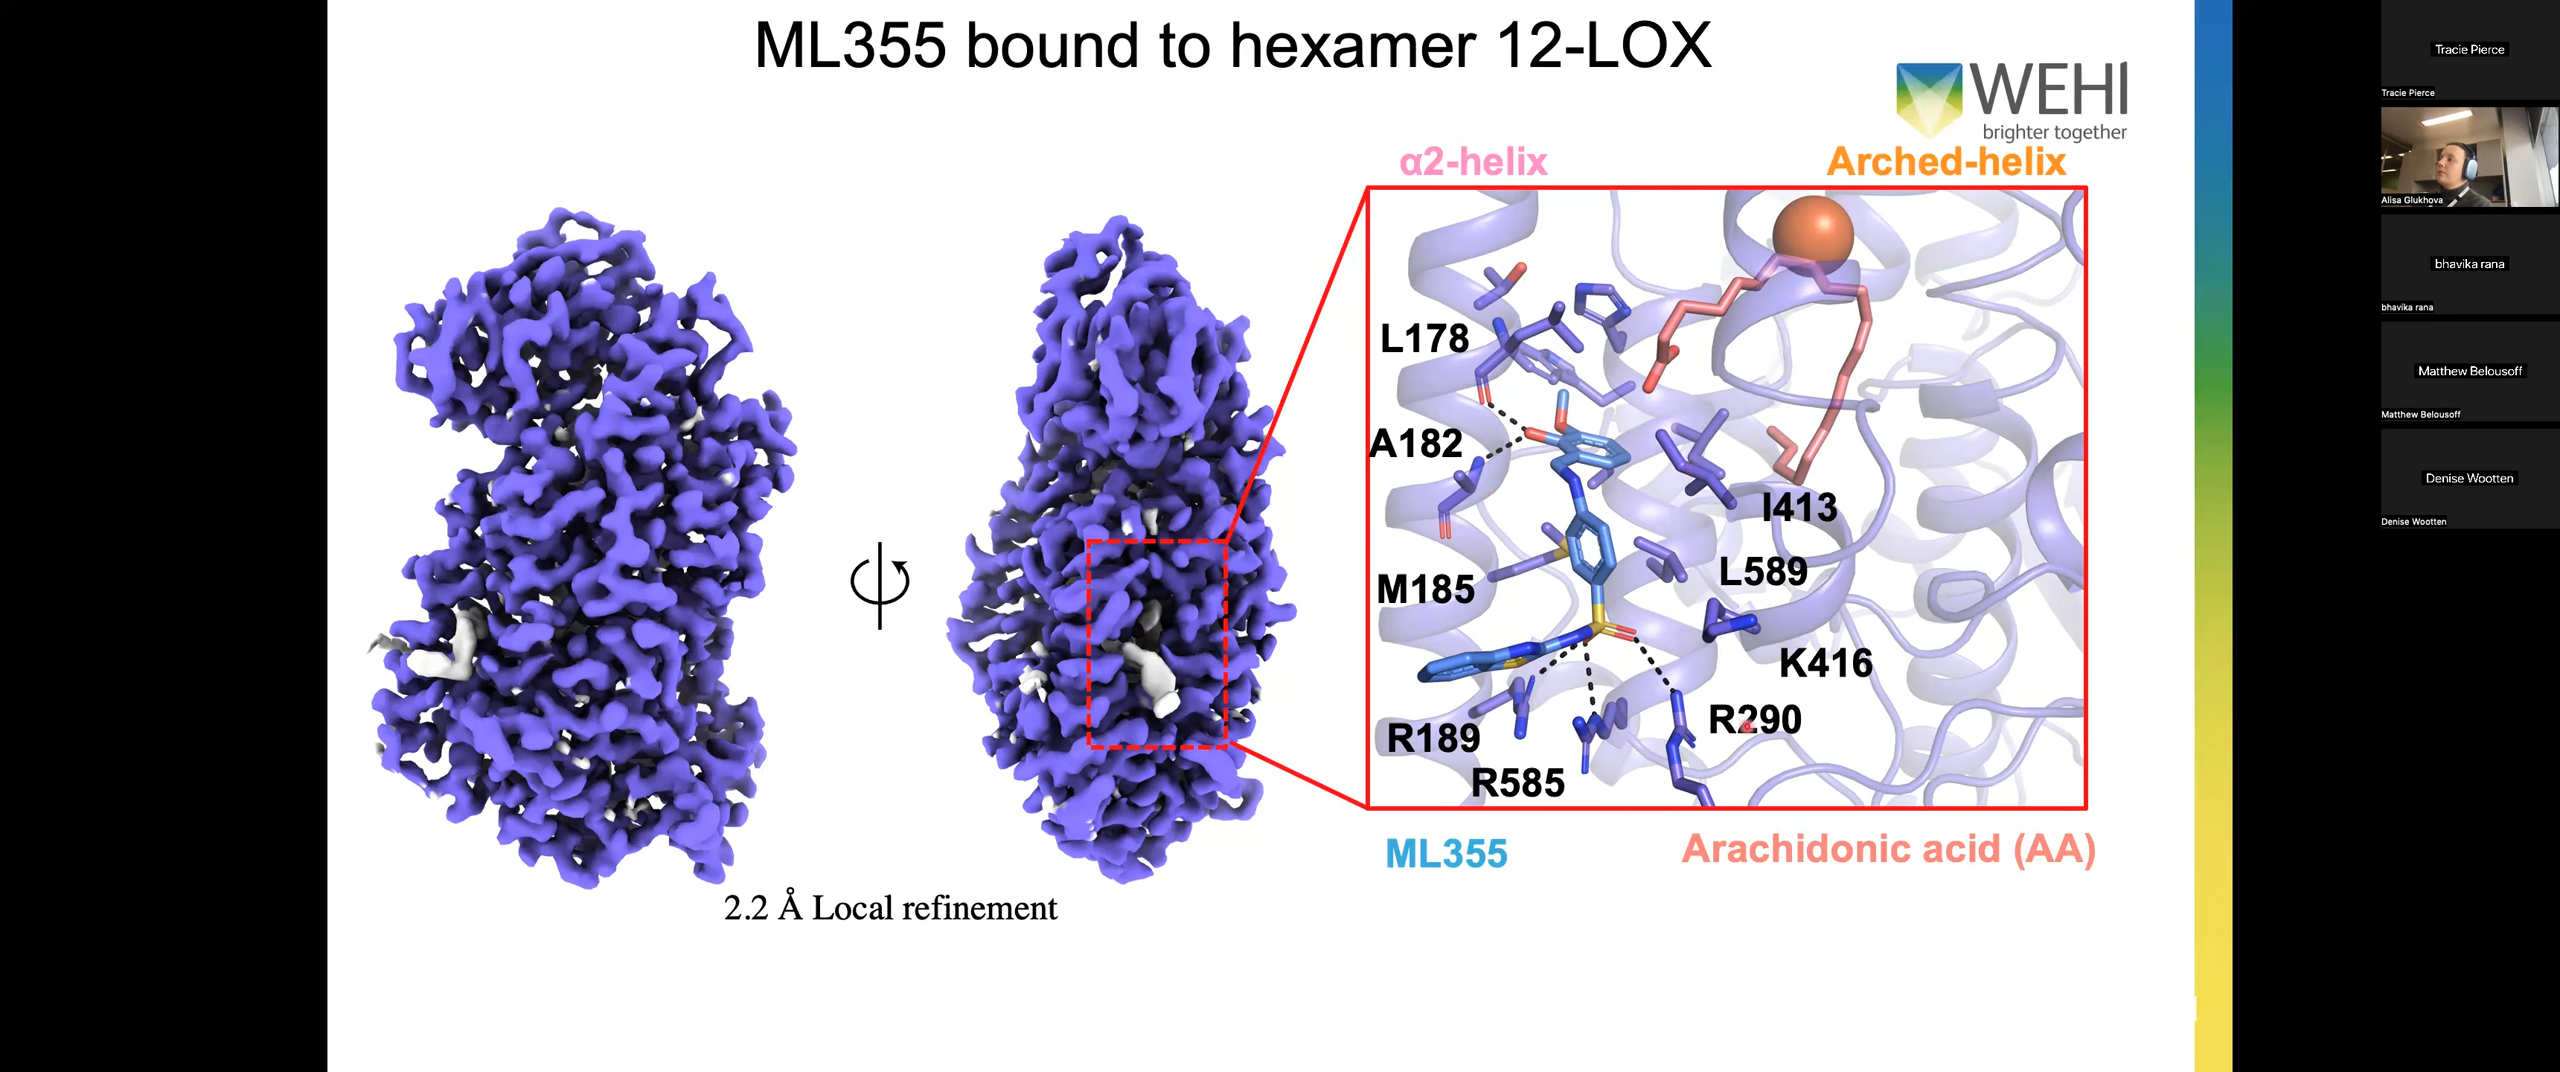 ML355 bound to hexamer 12-LOX
WEHI
brighter together
α2-helix
Arched-helix
L178
A182
I413
L589
M185
K416
R290
R189
R585
ML355
Arachidonic acid (AA)
2.2 Å Local refinement
Tracie Pierce
Tracie Pierce
Alisa Glukhova
bhavika rana
bhavika rana
Matthew Belousoff
Matthew Belousoff
Denise Wootten
Denise Wootten